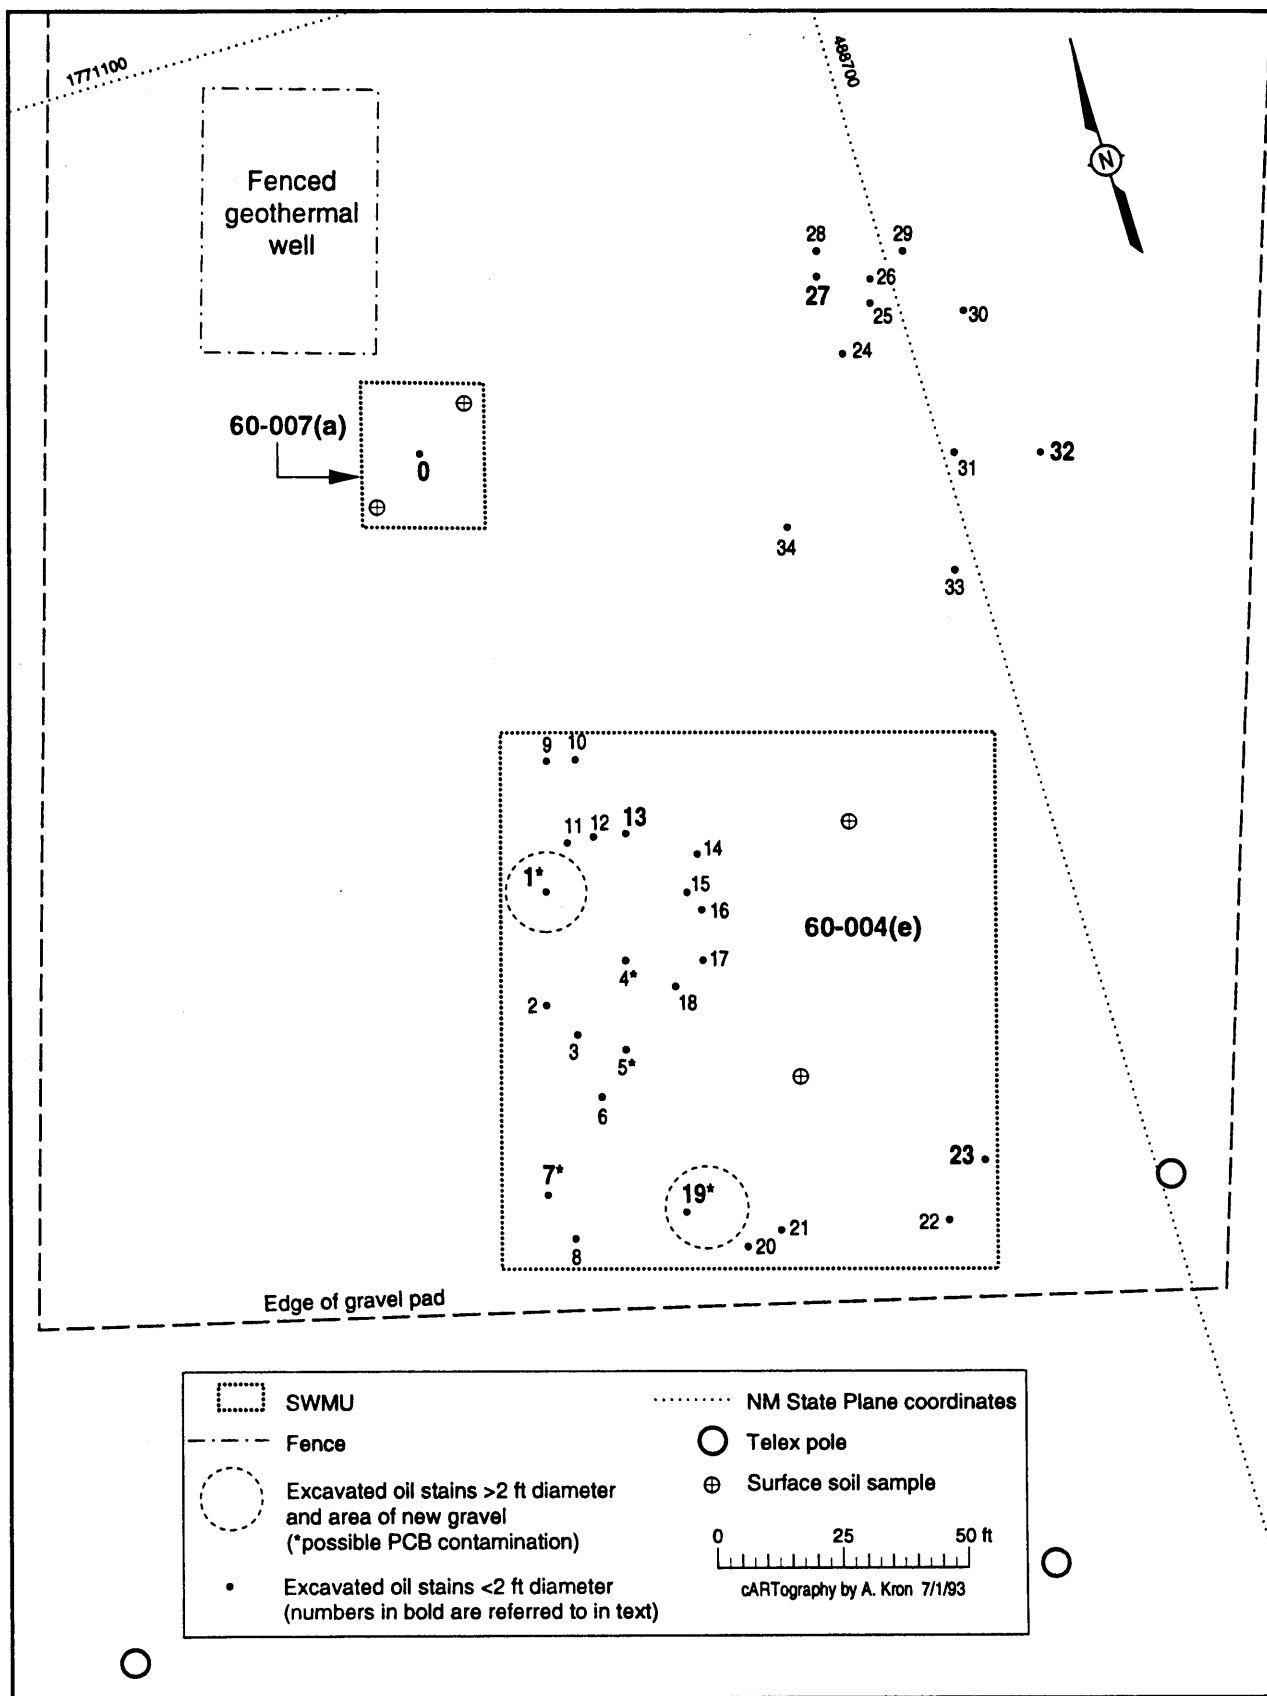 1771100
488700
N
Fenced
geothermal
well
28
29
27
26
25
30
24
60-007(a)
0
31
32
34
33
9
10
11
12
13
14
1*
15
16
60-004(e)
4*
17
18
2
3
5*
6
7*
23
19*
22
21
20
8
Edge of gravel pad
SWMU
Fence
Excavated oil stains >2 ft diameter
and area of new gravel
(*possible PCB contamination)
Excavated oil stains <2 ft diameter
(numbers in bold are referred to in text)
NM State Plane coordinates
Telex pole
Surface soil sample
0 25 50 ft
cARTography by A. Kron 7/1/93